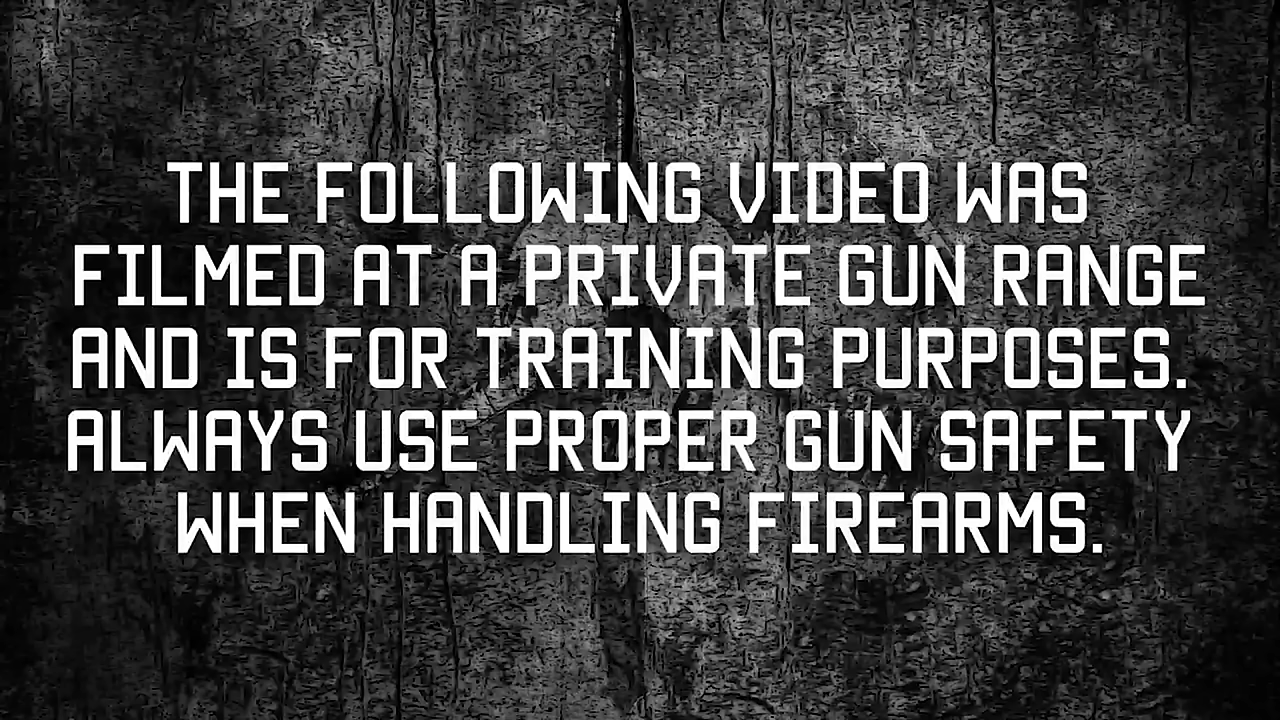 THE FOLLOWING VIDEO WAS
FILMED AT A PRIVATE GUN RANGE
AND IS FOR TRAINING PURPOSES.
ALWAYS USE PROPER GUN SAFETY
WHEN HANDLING FIREARMS.